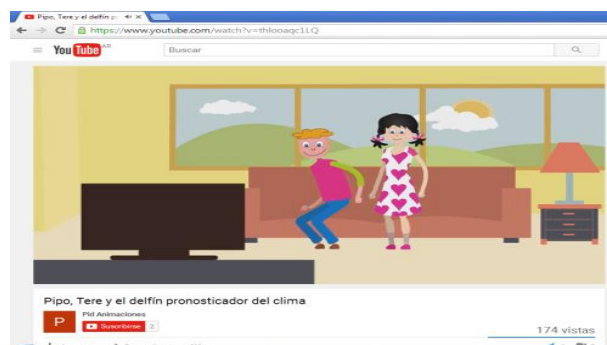 Pipo, Tere y el delfín p
https://www.youtube.com/watch?v=thlooaqc1LQ
YouTube AR
Buscar
Pipo, Tere y el delfín pronosticador del clima
P
Pid Animaciones
Suscribirse 2
174 vistas